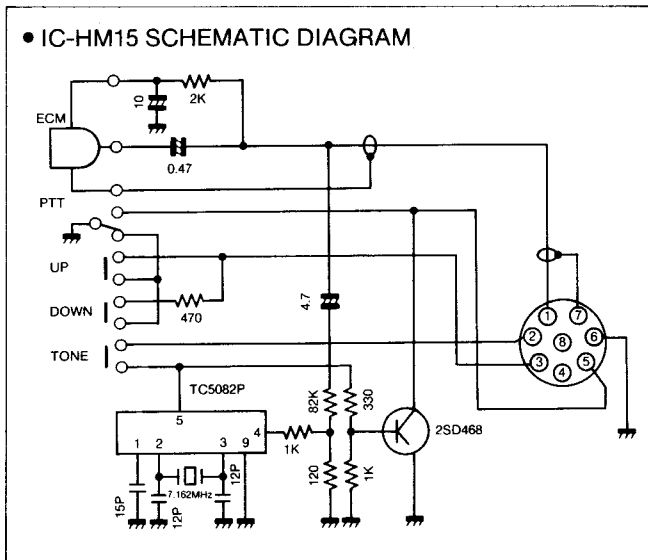 ● IC-HM15 SCHEMATIC DIAGRAM
ECM
10
2K
0.47
PTT
UP
DOWN
470
TONE
4.7
1
7
2
8
6
3
4
5
TC5082P
5
82K
330
2SD468
4
1K
1
2
3
9
120
1K
7.162MHz
12P
15P
12P